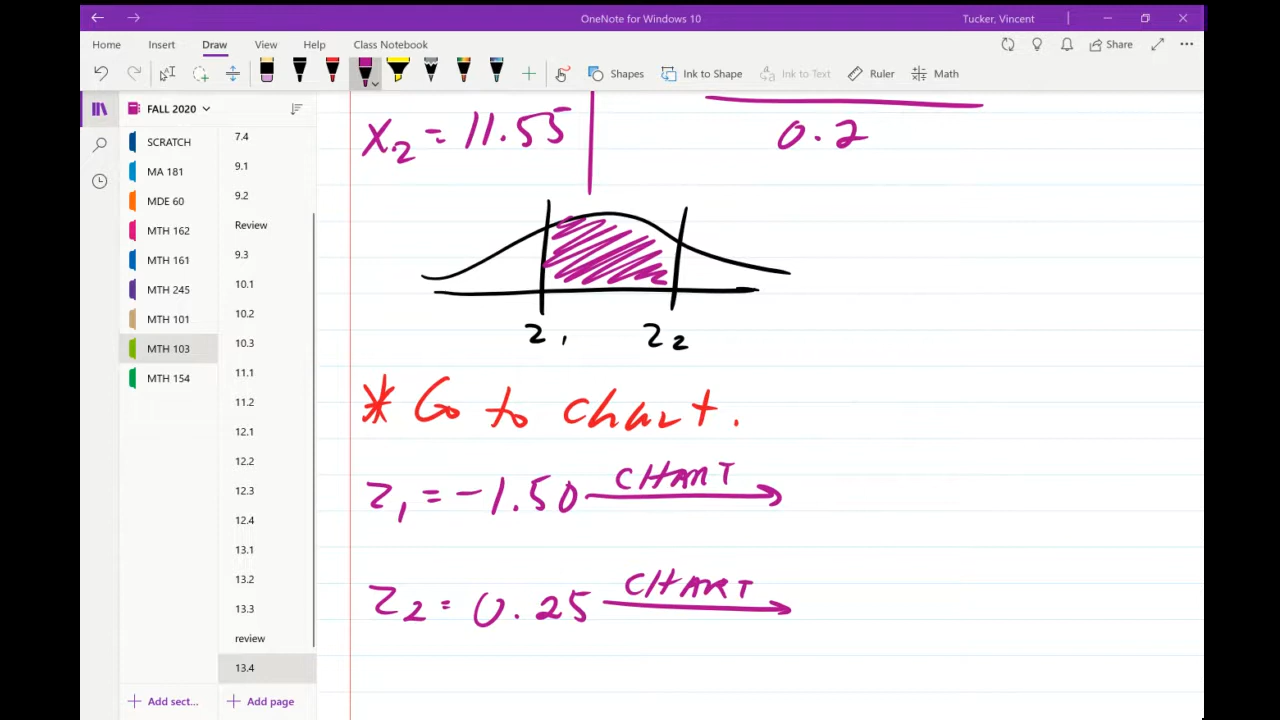 OneNote for Windows 10
Tucker, Vincent
Home Insert Draw View Help Class Notebook
Share
Shapes Ink to Shape Ink to Text Ruler Math
FALL 2020
SCRATCH
MA 181
MDE 60
MTH 162
MTH 161
MTH 245
MTH 101
MTH 103
MTH 154
Add sect...
7.4
9.1
9.2
Review
9.3
10.1
10.2
10.3
11.1
11.2
12.1
12.2
12.3
12.4
13.1
13.2
13.3
review
13.4
Add page
X₂ = 11.55
0.2
Z₁ Z₂
* Go to chart.
Z₁ = -1.50 CHART
Z₂ = 0.25 CHART